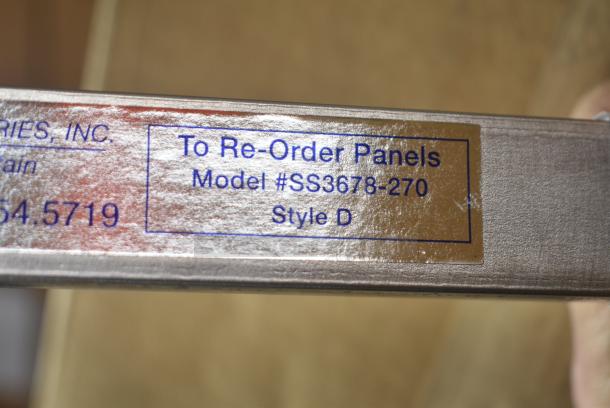 RIES, INC.
ain
54.5719
To Re-Order Panels
Model #SS3678-270
Style D